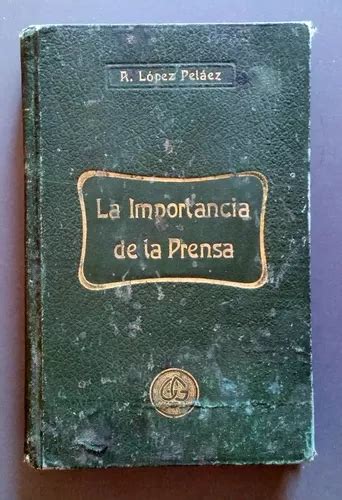 A. López Peláez
La Importancia
de la Prensa